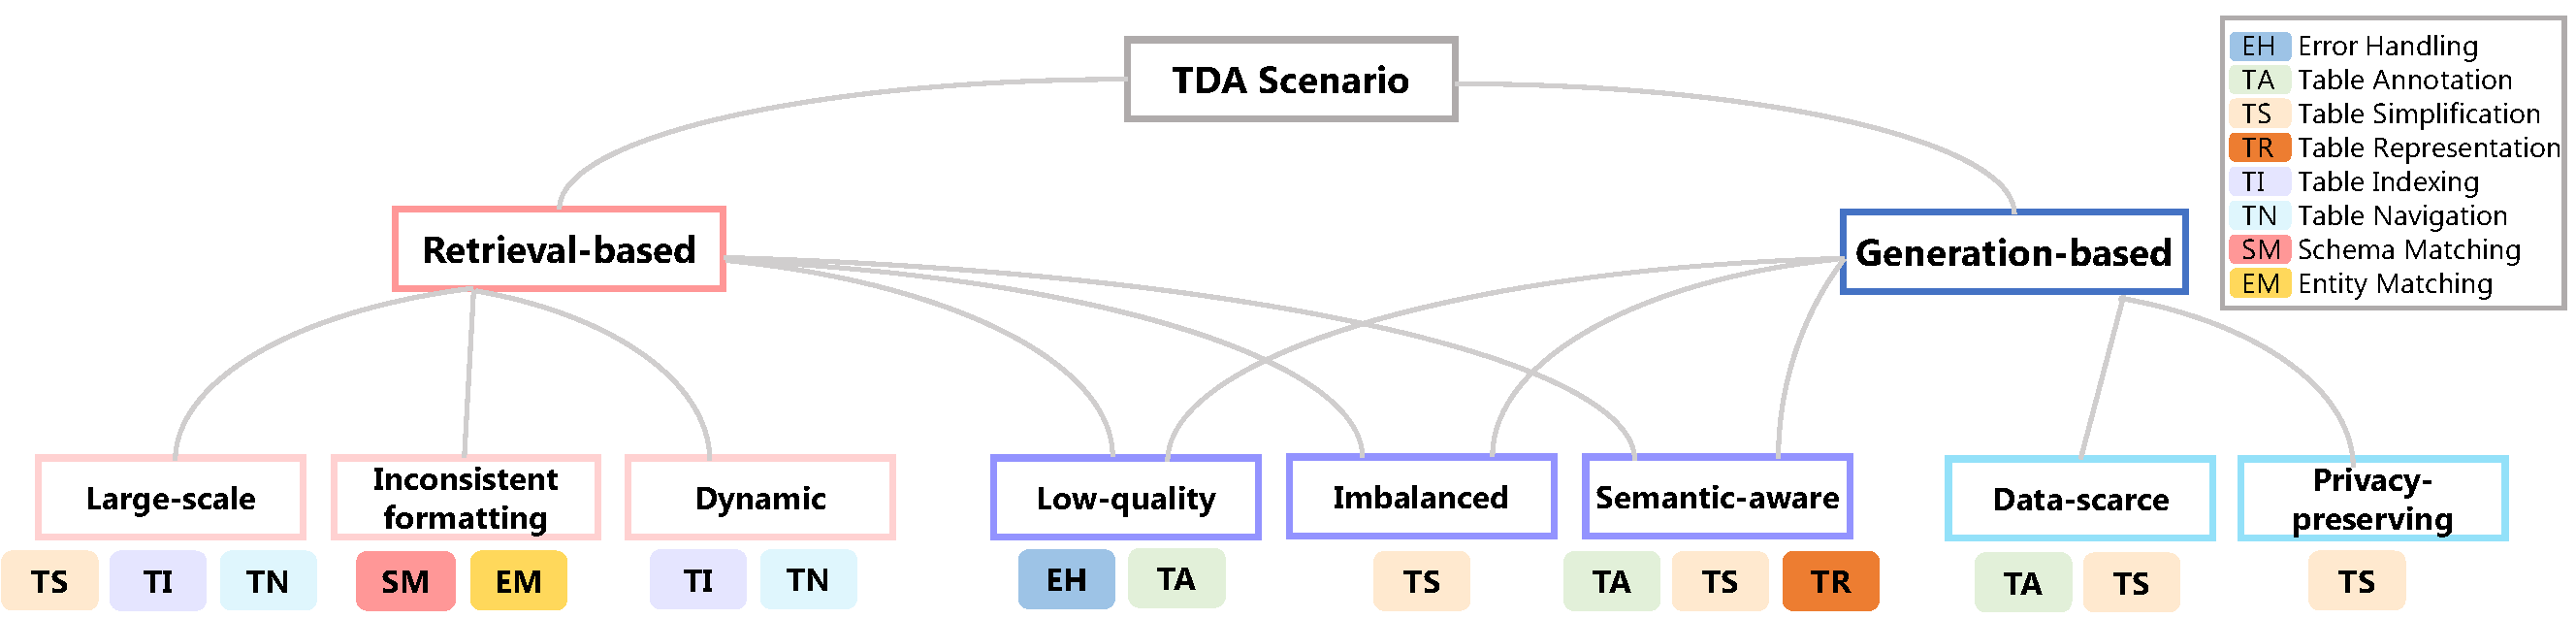 TDA Scenario
EH Error Handling
TA Table Annotation
TS Table Simplification
TR Table Representation
TI Table Indexing
TN Table Navigation
SM Schema Matching
EM Entity Matching
Retrieval-based
Generation-based
Large-scale
Inconsistent
formatting
Dynamic
Low-quality
Imbalanced
Semantic-aware
Data-scarce
Privacy-
preserving
TS TI TN
SM EM
TI TN
EH TA
TS
TA TS TR
TA TS
TS